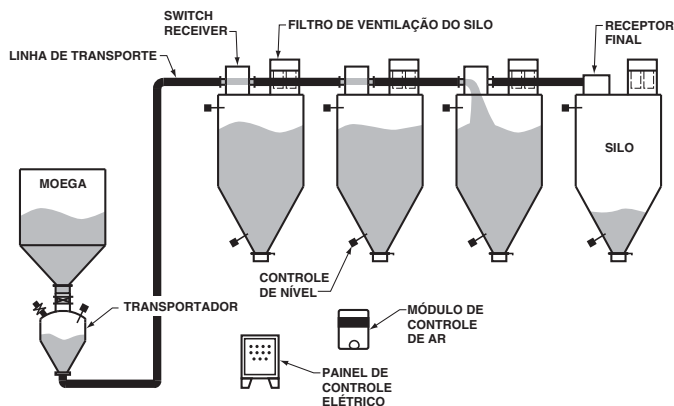 SWITCH
RECEIVER
FILTRO DE VENTILAÇÃO DO SILO
RECEPTOR
FINAL
LINHA DE TRANSPORTE
MOEGA
SILO
CONTROLE
DE NÍVEL
TRANSPORTADOR
MÓDULO DE
CONTROLE
DE AR
PAINEL DE
CONTROLE
ELÉTRICO